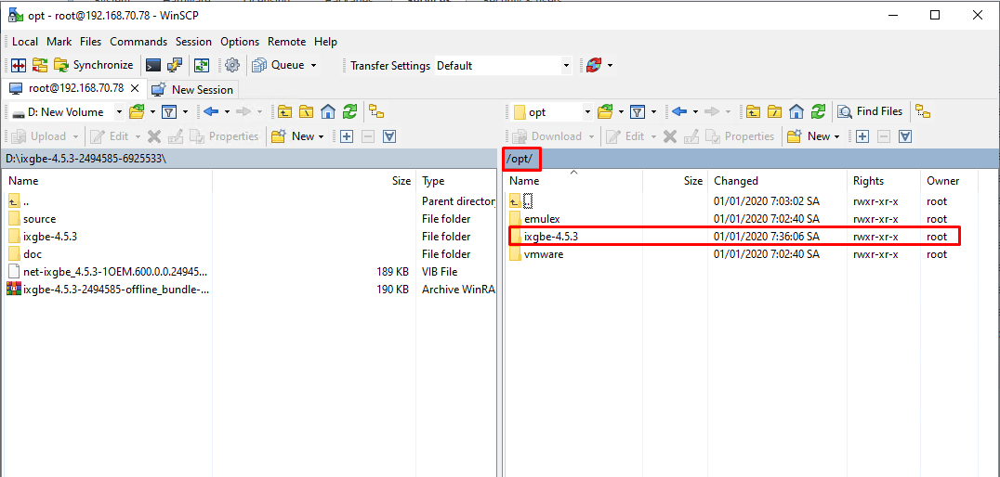 opt - root@192.168.70.78 - WinSCP
Local Mark Files Commands Session Options Remote Help
Synchronize Queue Transfer Settings Default
root@192.168.70.78 New Session
D: New Volume
opt Find Files
Upload Edit Properties New
Download Edit Properties New
D:\ixgbe-4.5.3-2494585-6925533\
/opt/
Name Size Type
.. Parent directory
source File folder
ixgbe-4.5.3 File folder
doc File folder
net-ixgbe_4.5.3-1OEM.600.0.0.24945... 189 KB VIB File
ixgbe-4.5.3-2494585-offline_bundle-... 190 KB Archive WinRA
Name Size Changed Rights Owner
.. 01/01/2020 7:03:02 SA rwxr-xr-x root
emulex 01/01/2020 7:02:40 SA rwxr-xr-x root
ixgbe-4.5.3 01/01/2020 7:36:06 SA rwxr-xr-x root
vmware 01/01/2020 7:02:40 SA rwxr-xr-x root